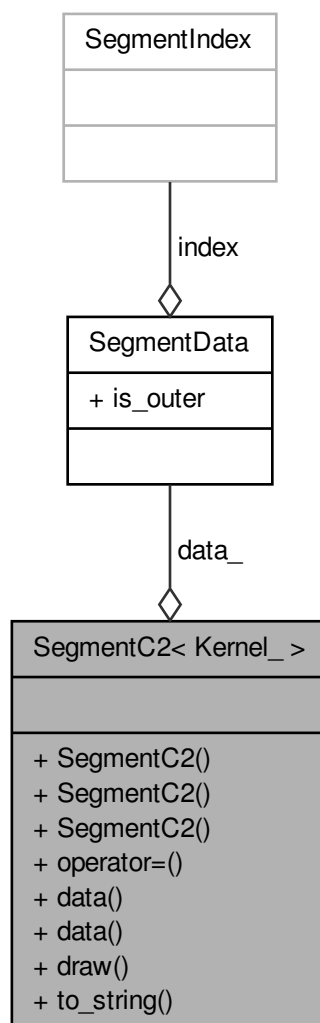 SegmentIndex
index
SegmentData
+ is_outer
data_
SegmentC2< Kernel_ >
+ SegmentC2()
+ SegmentC2()
+ SegmentC2()
+ operator=()
+ data()
+ data()
+ draw()
+ to_string()